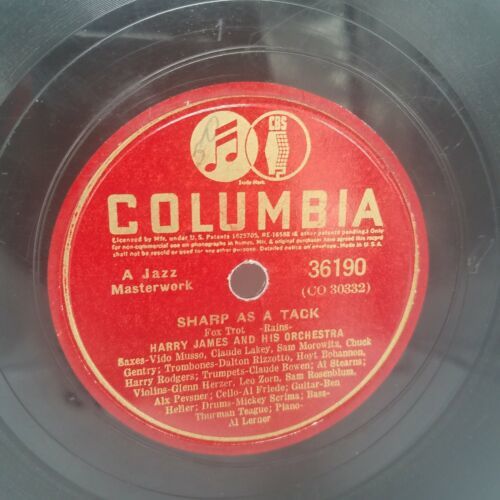 CBS
Trade Mark
COLUMBIA
Licensed by Mfr. under U. S. Patents 1625705, RE-16588 (& other patents pending.) Only
for non-commercial use on phonographs in homes. Mfr. & original purchaser have agreed this record
shall not be resold or used for any other purpose. Detailed notice on envelope. Made in U.S.A.
A Jazz
Masterwork
36190
(CO 30332)
SHARP AS A TACK
Fox Trot -Rains-
HARRY JAMES AND HIS ORCHESTRA
Saxes-Vido Musso, Claude Lakey, Sam Morowitz, Chuck
Gentry; Trombones-Dalton Rizzotto, Hoyt Bohannon,
Harry Rodgers; Trumpets-Claude Bowen; Al Stearns;
Violins-Glenn Herzer, Leo Zorn, Sam Rosenblum,
Alx Pevsner; Cello-Al Friede; Guitar-Ben
Heller; Drums-Mickey Scrima; Bass-
Thurman Teague; Piano-
Al Lerner